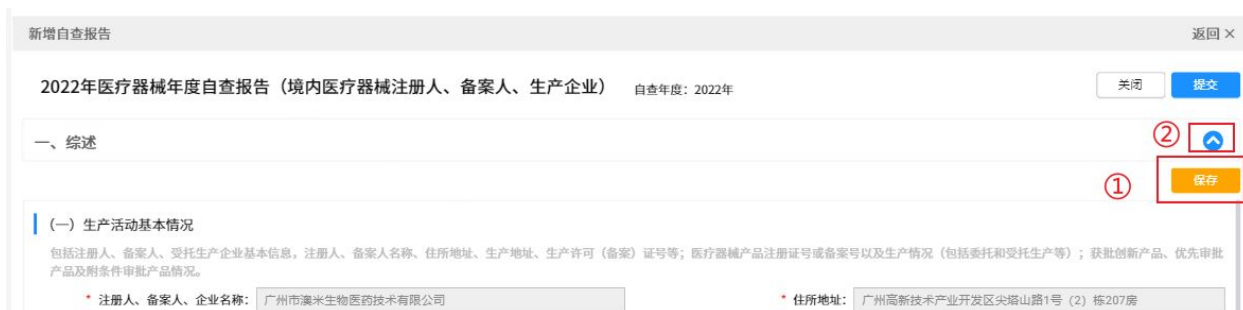 新增自查报告 返回 ×
2022年医疗器械年度自查报告（境内医疗器械注册人、备案人、生产企业） 自查年度：2022年 关闭 提交
一、综述 ②
① 保存
（一）生产活动基本情况
包括注册人、备案人、受托生产企业基本信息，注册人、备案人名称、住所地址、生产地址、生产许可（备案）证号等；医疗器械产品注册证号或备案号以及生产情况（包括委托和受托生产等）；获批创新产品、优先审批
产品及附条件审批产品情况。
* 注册人、备案人、企业名称： 广州市澳米生物医药技术有限公司 * 住所地址： 广州高新技术产业开发区尖塔山路1号（2）栋207房